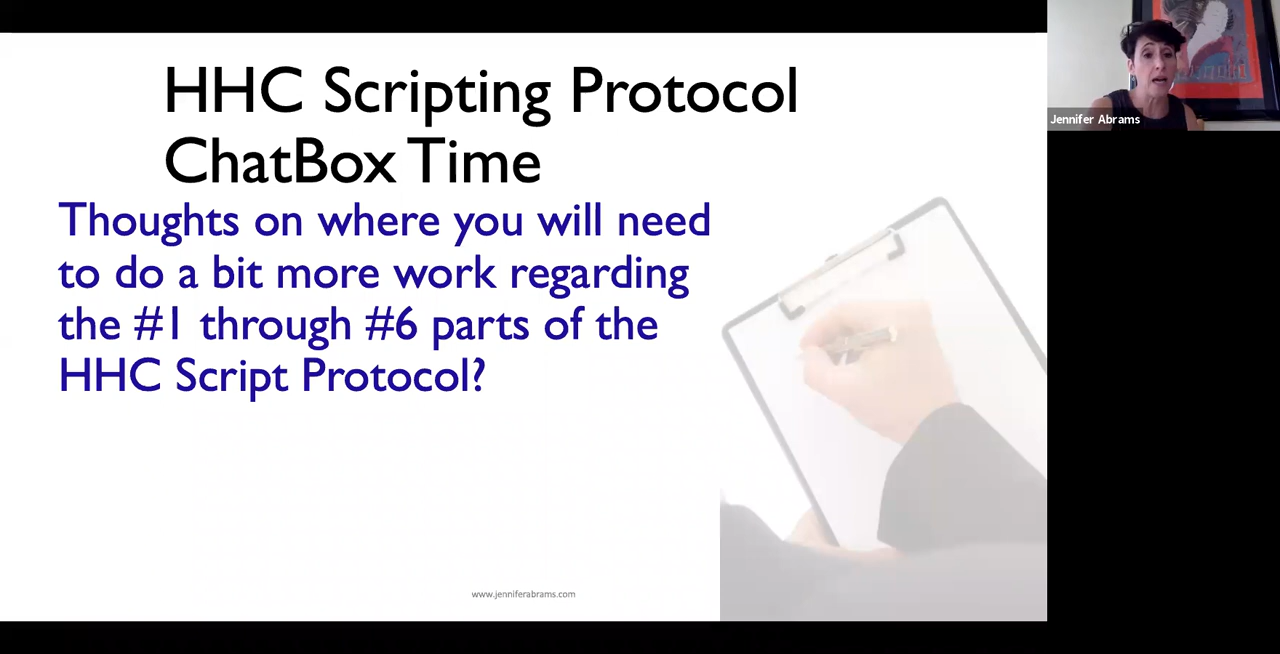 HHC Scripting Protocol
ChatBox Time
Thoughts on where you will need
to do a bit more work regarding
the #1 through #6 parts of the
HHC Script Protocol?
www.jenniferabrams.com
Jennifer Abrams